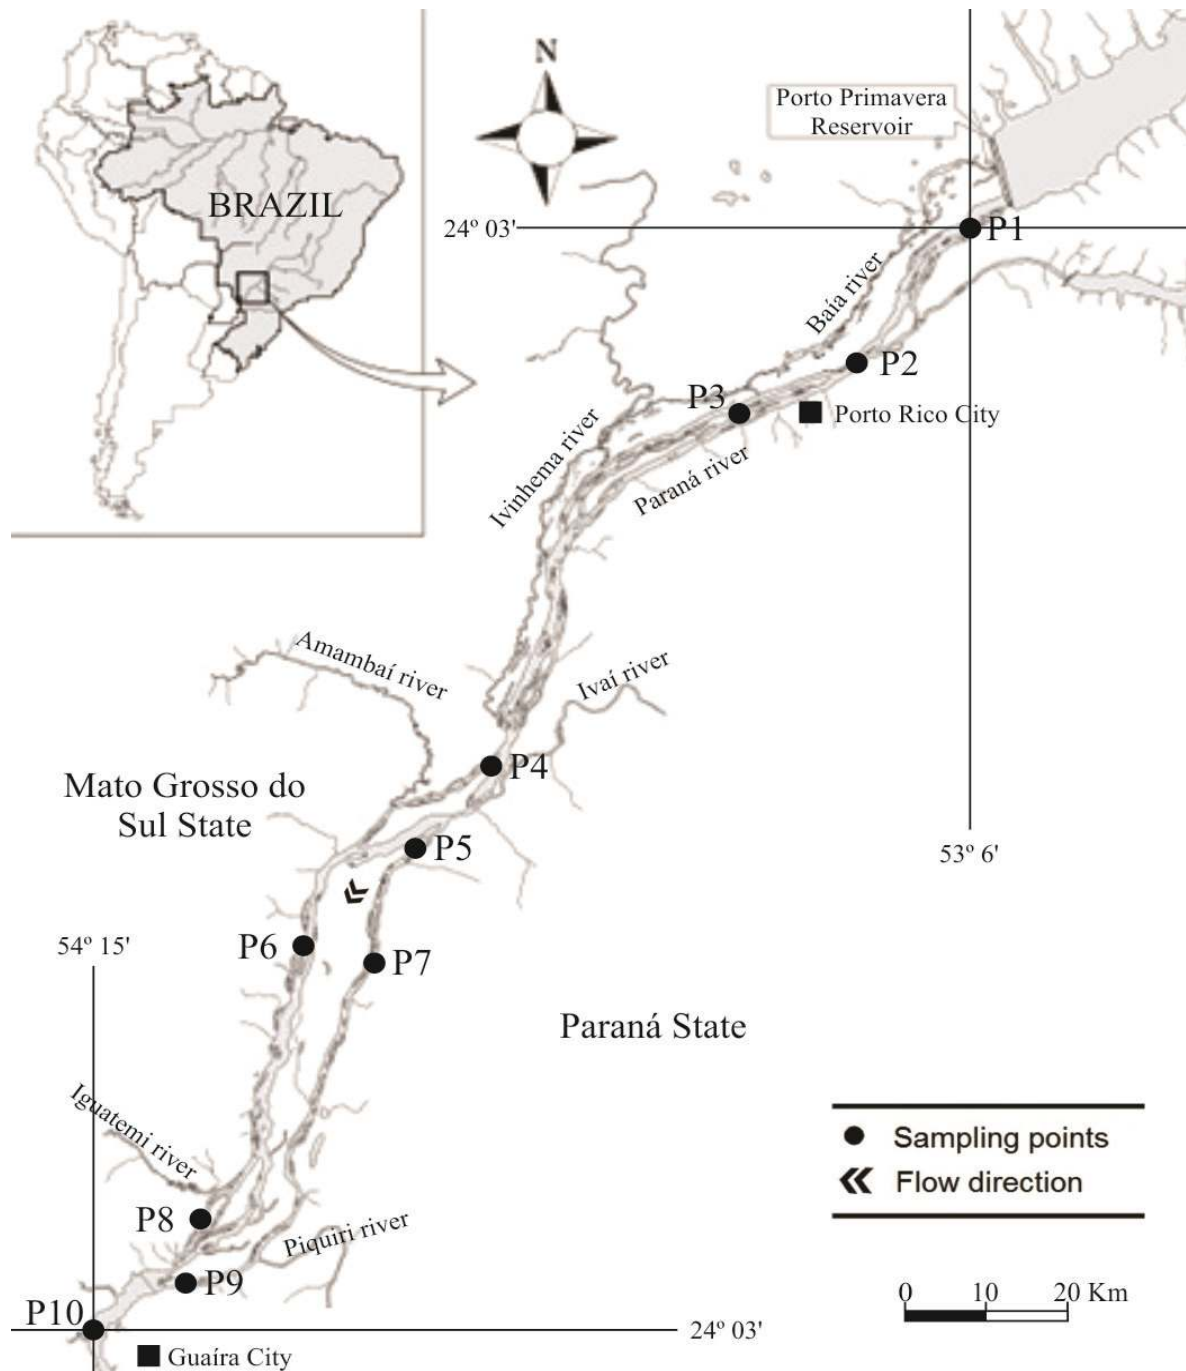 N
Porto Primavera
Reservoir
BRAZIL
24º 03'
P1
Baía river
P2
P3
Porto Rico City
Ivinhema river
Paraná river
Amambaí river
Ivaí river
P4
Mato Grosso do
Sul State
P5
53º 6'
P6
54º 15'
P7
Paraná State
Iguatemi river
Sampling points
Flow direction
P8
Piquiri river
P9
0 10 20 Km
P10
24º 03'
Guaíra City